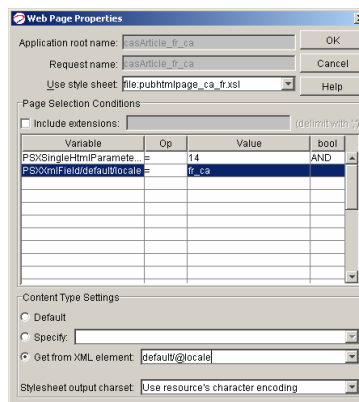 Web Page Properties
Application root name: casArticle_fr_ca OK
Request name: casArticle_fr_ca Cancel
Use style sheet: file:pubhtmlpage_ca_fr.xsl Help
Page Selection Conditions
Include extensions: (delimit with ";")
Variable Op Value bool
PSXSingleHtmlParamete... = 14 AND
PSXXmlField/default/locale = fr_ca
Content Type Settings
Default
Specify:
Get from XML element: default/@locale
Stylesheet output charset: Use resource's character encoding